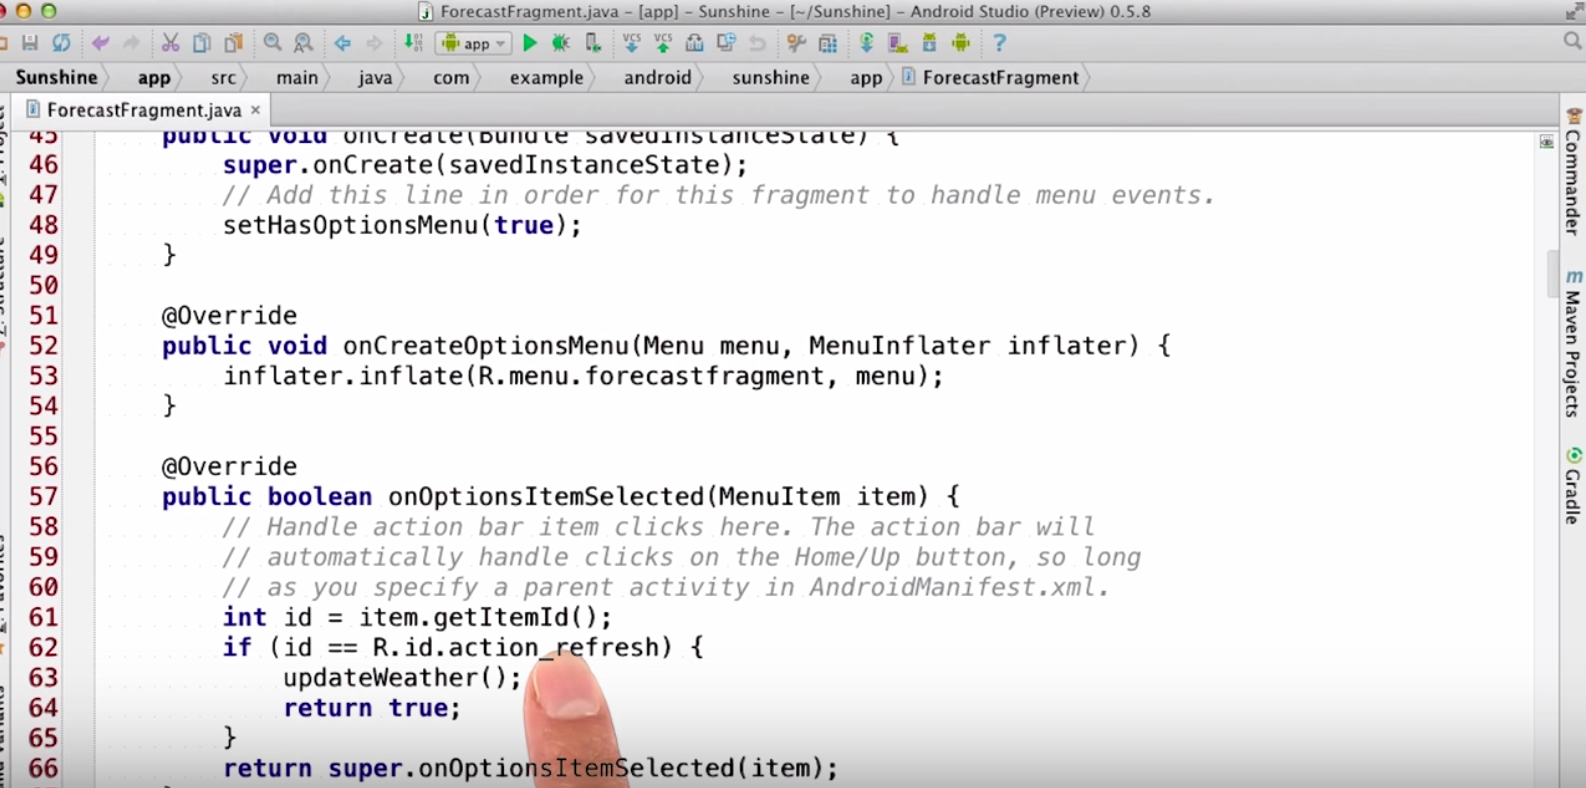 ForecastFragment.java – [app] – Sunshine – [~/Sunshine] – Android Studio (Preview) 0.5.8
app
Sunshine app src main java com example android sunshine app ForecastFragment
ForecastFragment.java
45 public void onCreate(Bundle savedInstanceState) {
46 super.onCreate(savedInstanceState);
47 // Add this line in order for this fragment to handle menu events.
48 setHasOptionsMenu(true);
49 }
50
51 @Override
52 public void onCreateOptionsMenu(Menu menu, MenuInflater inflater) {
53 inflater.inflate(R.menu.forecastfragment, menu);
54 }
55
56 @Override
57 public boolean onOptionsItemSelected(MenuItem item) {
58 // Handle action bar item clicks here. The action bar will
59 // automatically handle clicks on the Home/Up button, so long
60 // as you specify a parent activity in AndroidManifest.xml.
61 int id = item.getItemId();
62 if (id == R.id.action_refresh) {
63 updateWeather();
64 return true;
65 }
66 return super.onOptionsItemSelected(item);
Commander
Maven Projects
Gradle
VCS
VCS